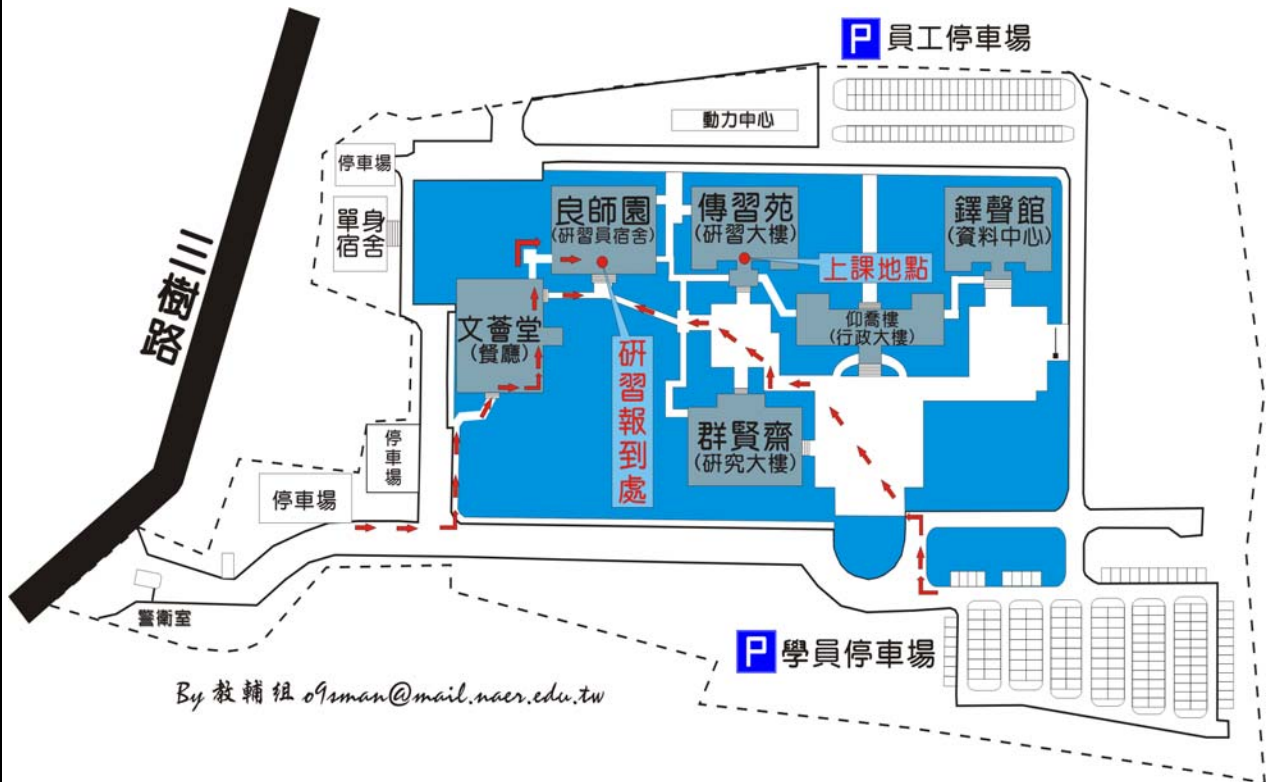 P 員工停車場
動力中心
停車場
單身
宿舍
良師園
(研習員宿舍)
傳習苑
(研習大樓)
鐸聲館
(資料中心)
上課地點
三樹路
文薈堂
(餐廳)
仰喬樓
(行政大樓)
研習報到處
群賢齋
(研究大樓)
停車場
停車場
警衛室
P 學員停車場
By 教輔組 o9sman@mail.naer.edu.tw